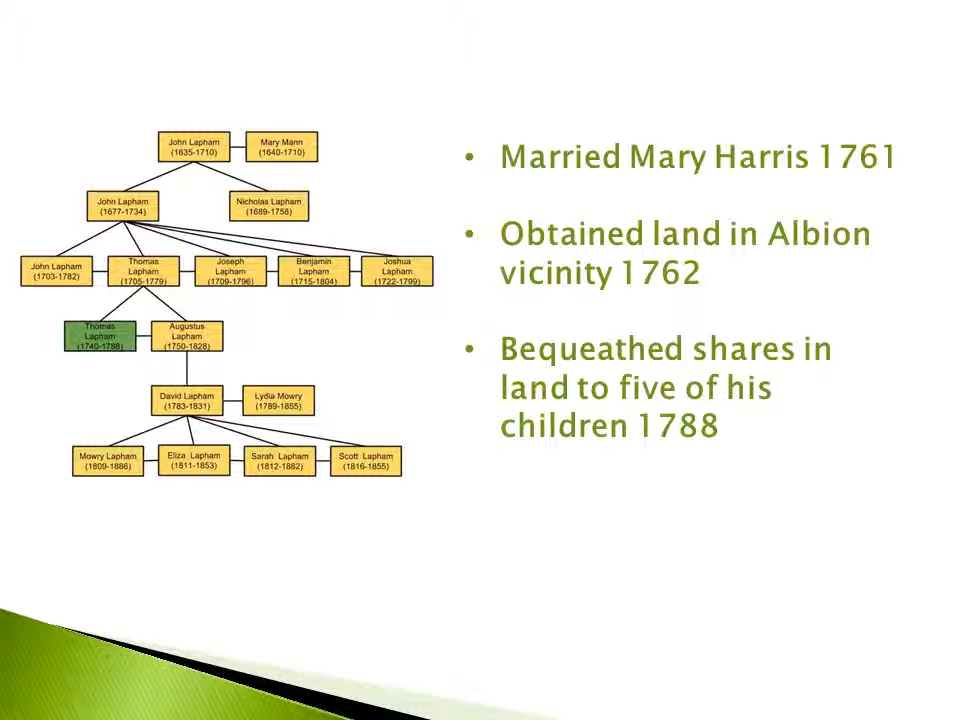 John Lapham
(1635-1710)
Mary Mann
(1640-1710)
John Lapham
(1677-1734)
Nicholas Lapham
(1689-1758)
John Lapham
(1703-1782)
Thomas
Lapham
(1705-1779)
Joseph
Lapham
(1709-1796)
Benjamin
Lapham
(1715-1804)
Joshua
Lapham
(1722-1799)
Thomas
Lapham
(1740-1788)
Augustus
Lapham
(1750-1828)
David Lapham
(1783-1831)
Lydia Mowry
(1789-1855)
Mowry Lapham
(1809-1886)
Eliza Lapham
(1811-1853)
Sarah Lapham
(1812-1882)
Scott Lapham
(1816-1855)
• Married Mary Harris 1761
• Obtained land in Albion
vicinity 1762
• Bequeathed shares in
land to five of his
children 1788